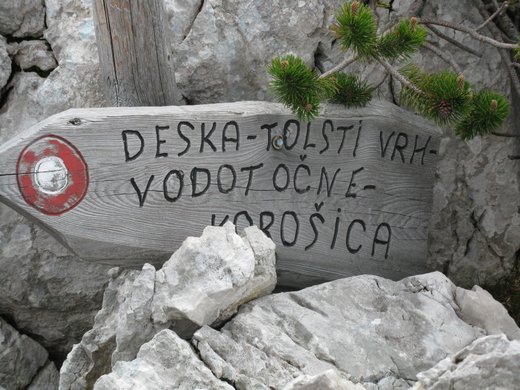 DESKA-TOLSTI VRH-
VODOTOČNE-
KOROŠICA